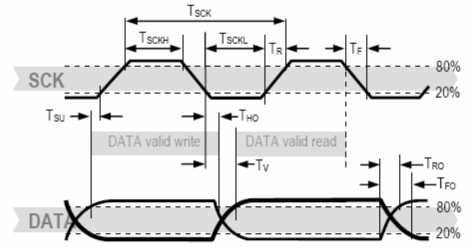 TSCK
TSCKH TSCKL TR TF
80%
SCK
20%
TSU THO
DATA valid write DATA valid read
TV
TRO
TFO
80%
DATA
20%